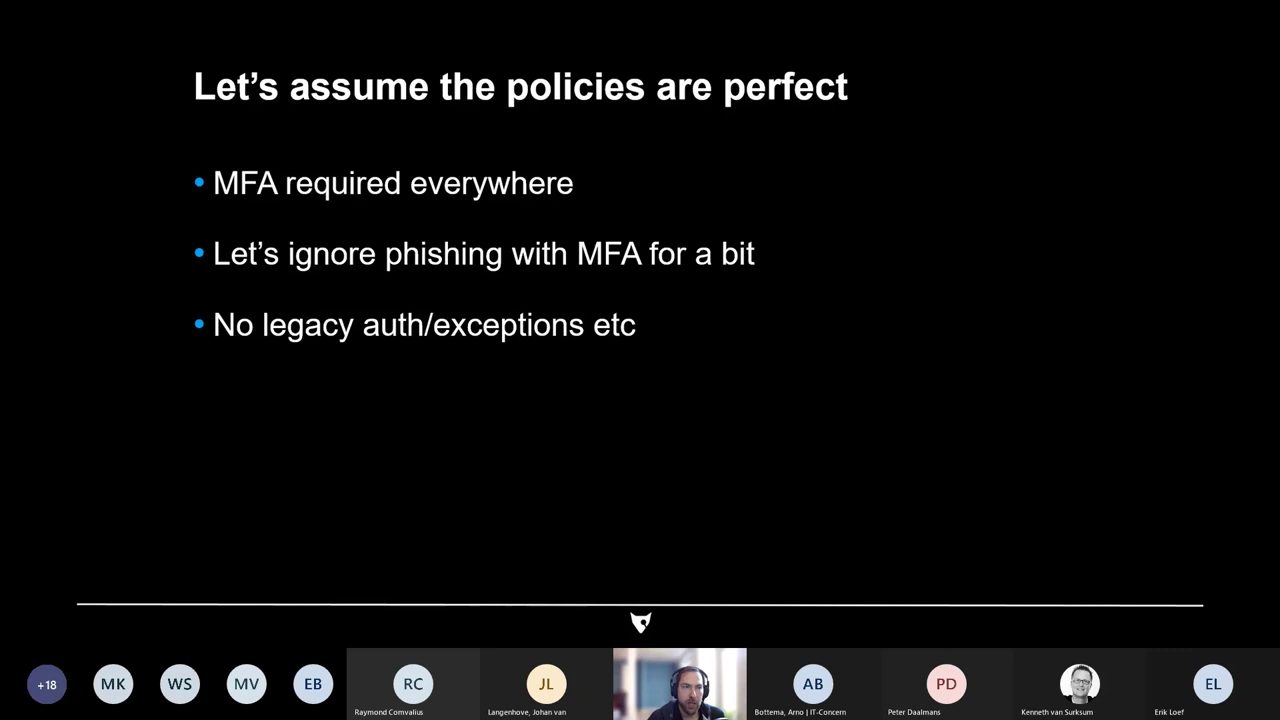 Let's assume the policies are perfect
• MFA required everywhere
• Let's ignore phishing with MFA for a bit
• No legacy auth/exceptions etc
+18
MK
WS
MV
EB
RC
JL
AB
PD
EL
Raymond Comvalius
Langenhove, Johan van
Bottema, Arno | IT-Concern
Peter Daalmans
Kenneth van Surksum
Erik Loef